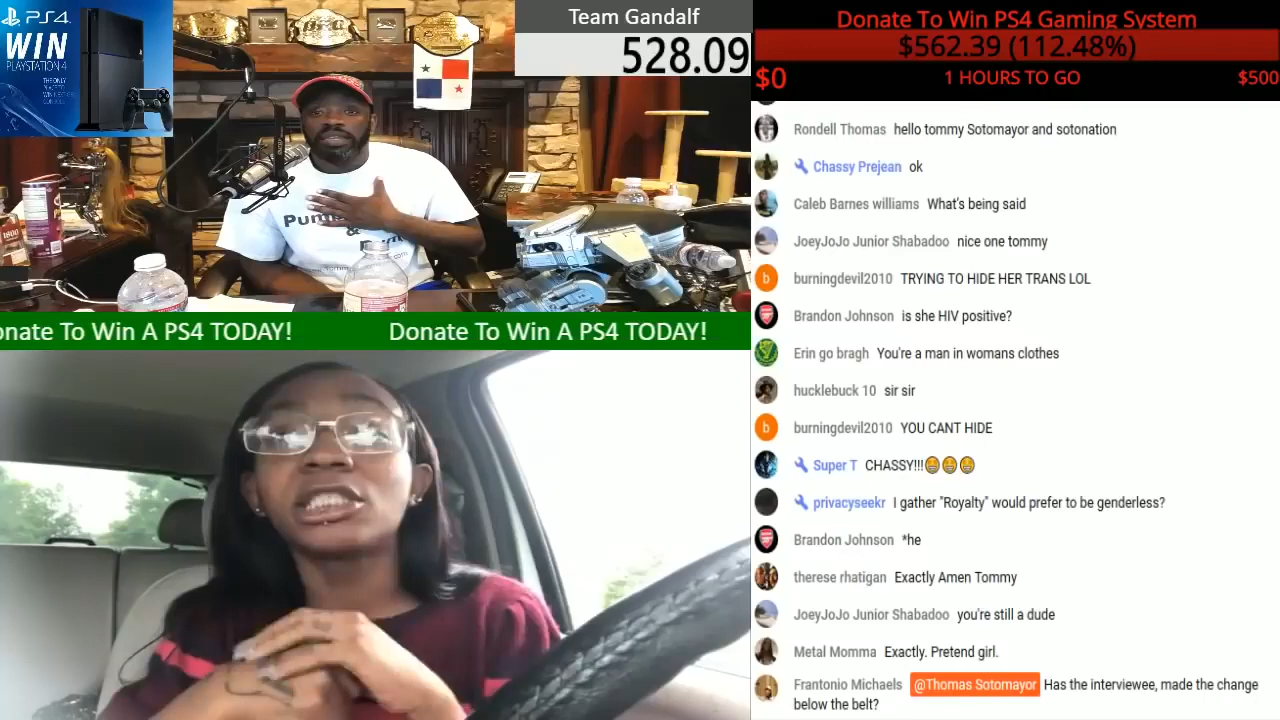 PS4
WIN
PLAYSTATION 4
Team Gandalf
528.09
Donate To Win PS4 Gaming System
$562.39 (112.48%)
$0 1 HOURS TO GO $500
onate To Win A PS4 TODAY! Donate To Win A PS4 TODAY!
Rondell Thomas hello tommy Sotomayor and sotonation
Chassy Prejean ok
Caleb Barnes williams What's being said
JoeyJoJo Junior Shabadoo nice one tommy
b burningdevil2010 TRYING TO HIDE HER TRANS LOL
Brandon Johnson is she HIV positive?
Erin go bragh You're a man in womans clothes
hucklebuck 10 sir sir
b burningdevil2010 YOU CANT HIDE
Super T CHASSY!!!😁😁😁
privacyseekr I gather "Royalty" would prefer to be genderless?
Brandon Johnson *he
therese rhatigan Exactly Amen Tommy
JoeyJoJo Junior Shabadoo you're still a dude
Metal Momma Exactly. Pretend girl.
Frantonio Michaels @Thomas Sotomayor Has the interviewee, made the change
below the belt?